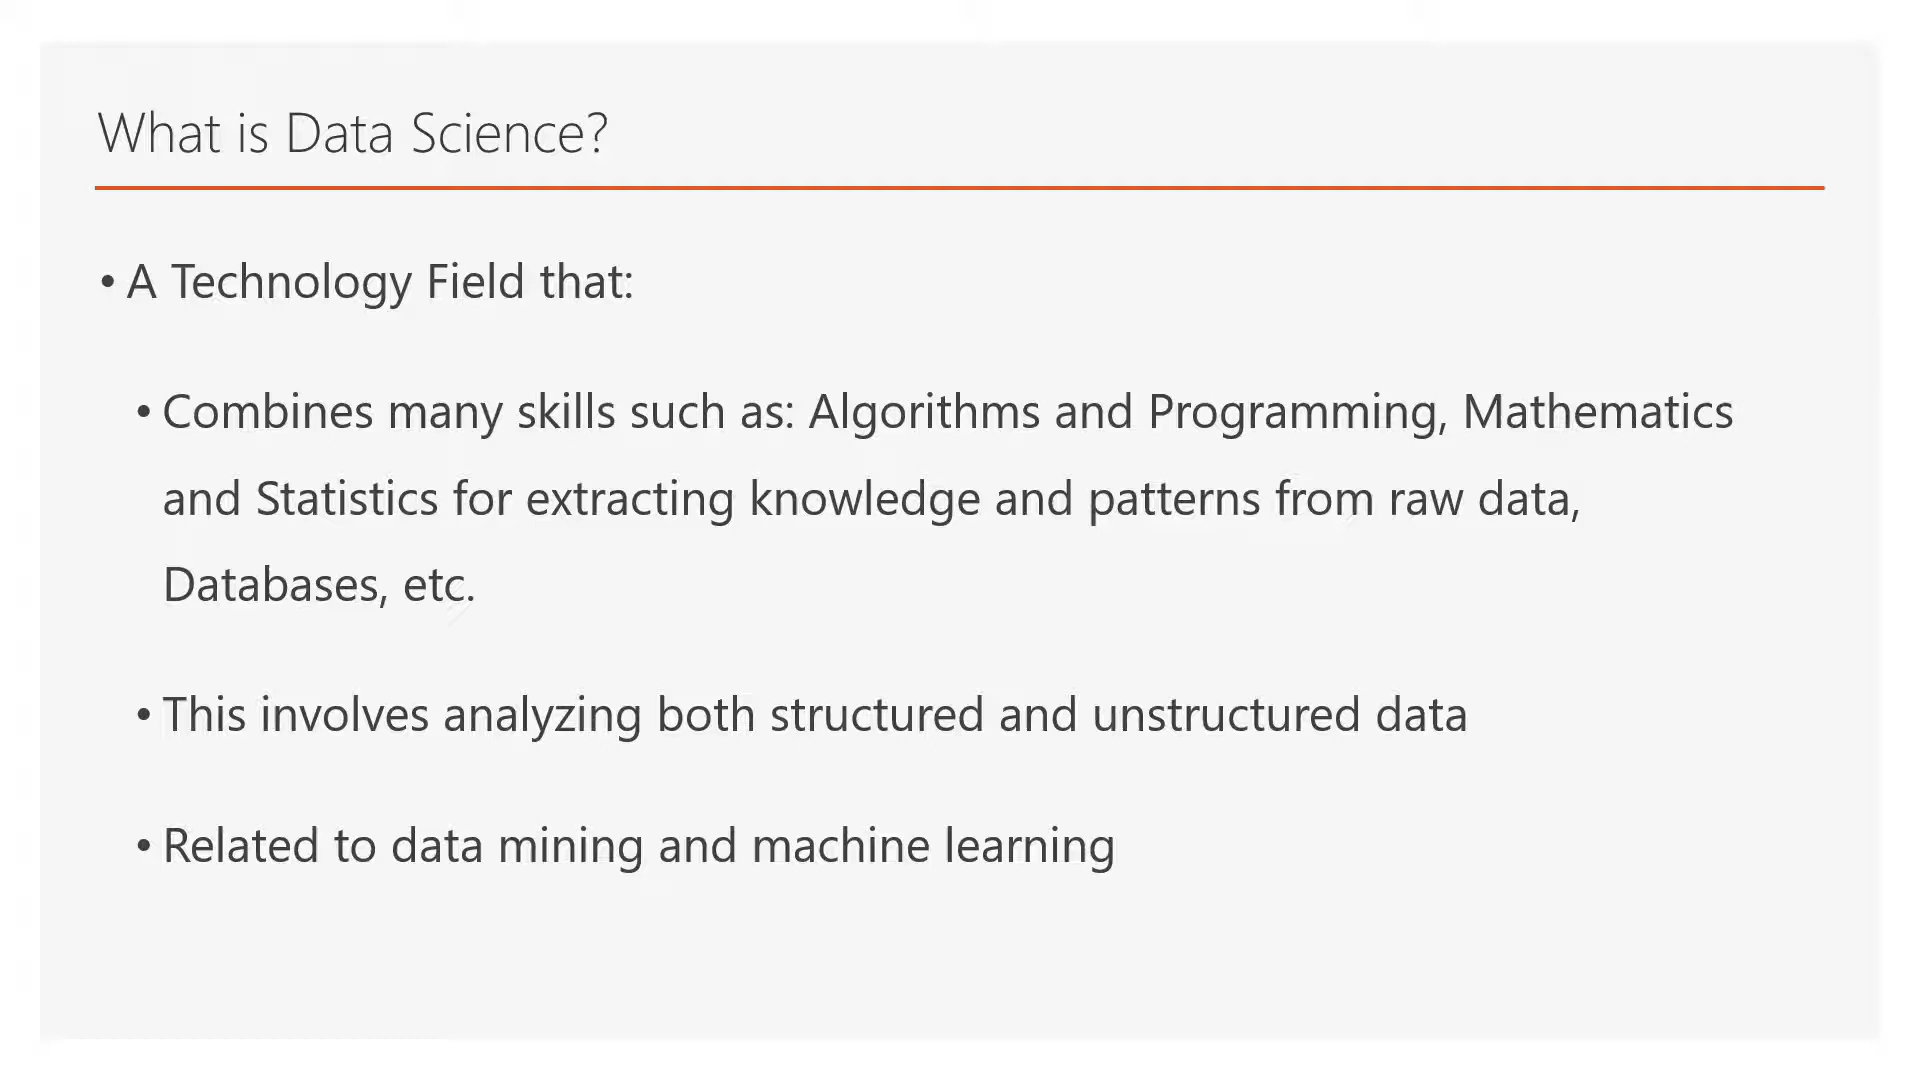 What is Data Science?
• A Technology Field that:
• Combines many skills such as: Algorithms and Programming, Mathematics
and Statistics for extracting knowledge and patterns from raw data,
Databases, etc.
• This involves analyzing both structured and unstructured data
• Related to data mining and machine learning